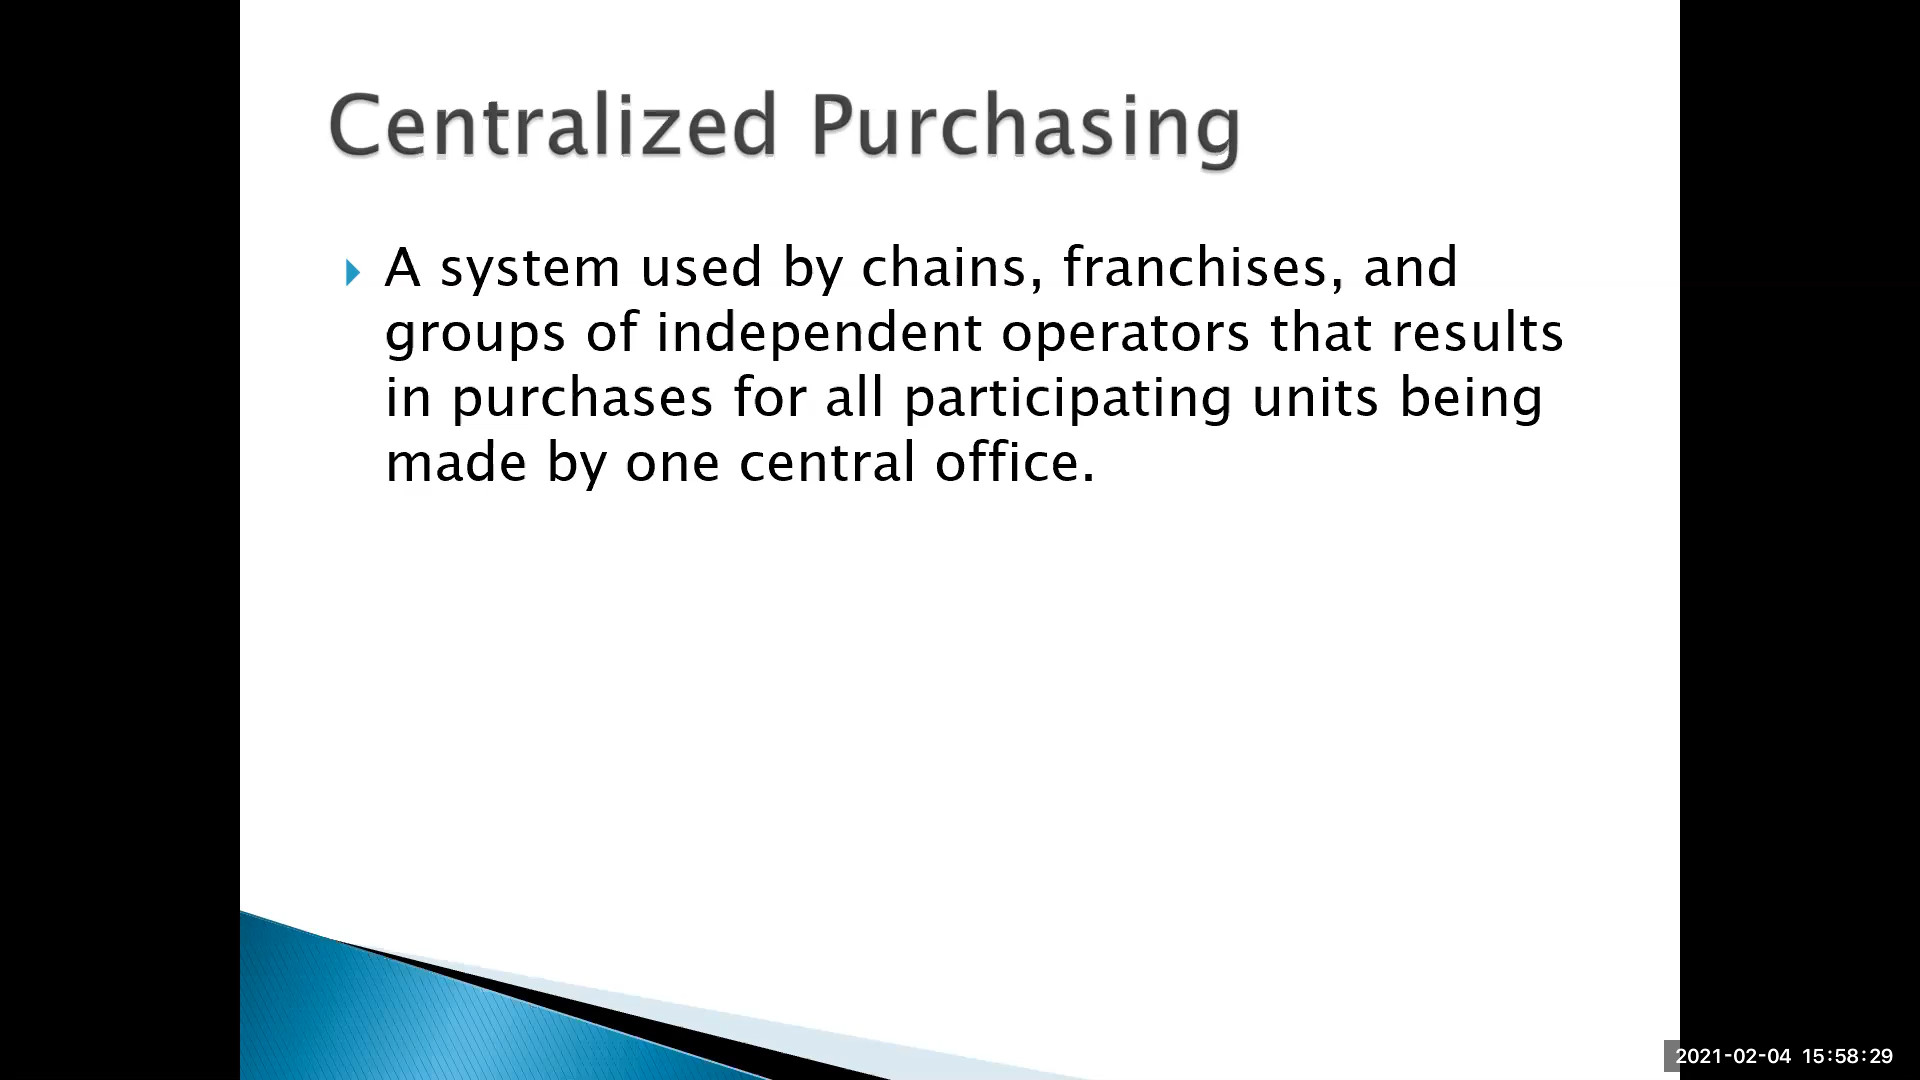 Centralized Purchasing
A system used by chains, franchises, and
groups of independent operators that results
in purchases for all participating units being
made by one central office.
2021-02-04 15:58:29